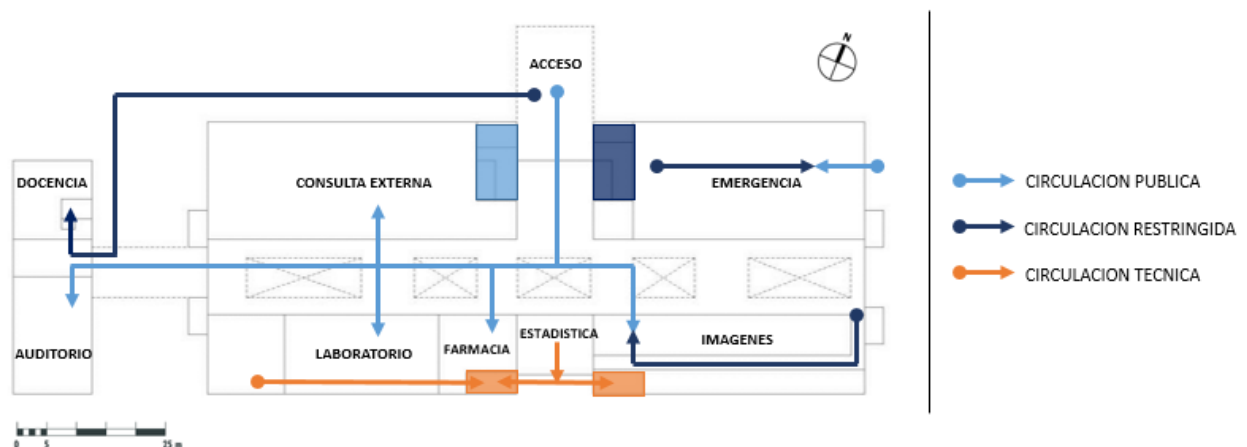 N
ACCESO
DOCENCIA
CONSULTA EXTERNA
EMERGENCIA
CIRCULACION PUBLICA
CIRCULACION RESTRINGIDA
CIRCULACION TECNICA
ESTADISTICA
IMAGENES
AUDITORIO
LABORATORIO
FARMACIA
0 5 25 m